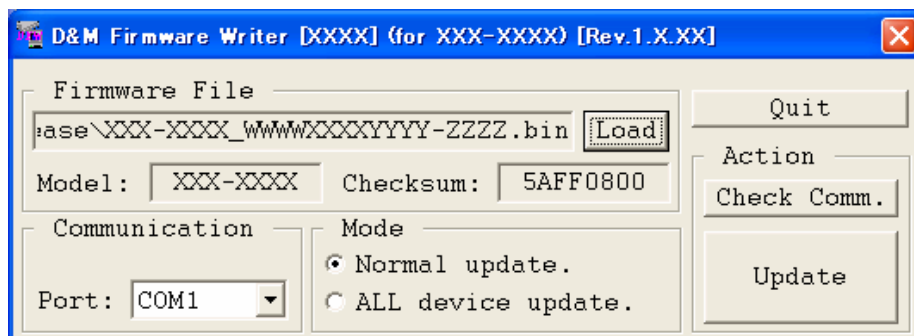 D&M Firmware Writer [XXXX] (for XXX-XXXX) [Rev.1.X.XX]
Firmware File
ase\XXX-XXXX_WWWWXXXXYYYY-ZZZZ.bin Load
Model: XXX-XXXX Checksum: 5AFF0800
Communication
Port: COM1
Mode
Normal update.
ALL device update.
Quit
Action
Check Comm.
Update